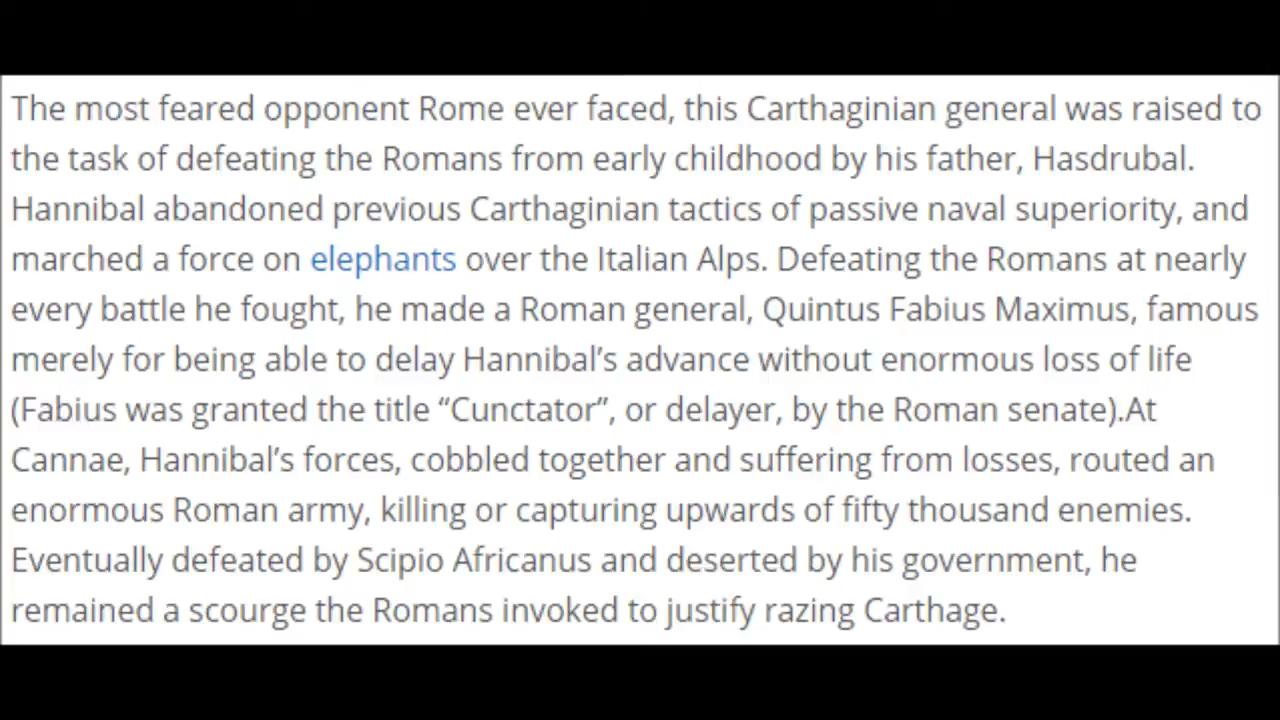 The most feared opponent Rome ever faced, this Carthaginian general was raised to
the task of defeating the Romans from early childhood by his father, Hasdrubal.
Hannibal abandoned previous Carthaginian tactics of passive naval superiority, and
marched a force on elephants over the Italian Alps. Defeating the Romans at nearly
every battle he fought, he made a Roman general, Quintus Fabius Maximus, famous
merely for being able to delay Hannibal’s advance without enormous loss of life
(Fabius was granted the title “Cunctator”, or delayer, by the Roman senate).At
Cannae, Hannibal’s forces, cobbled together and suffering from losses, routed an
enormous Roman army, killing or capturing upwards of fifty thousand enemies.
Eventually defeated by Scipio Africanus and deserted by his government, he
remained a scourge the Romans invoked to justify razing Carthage.